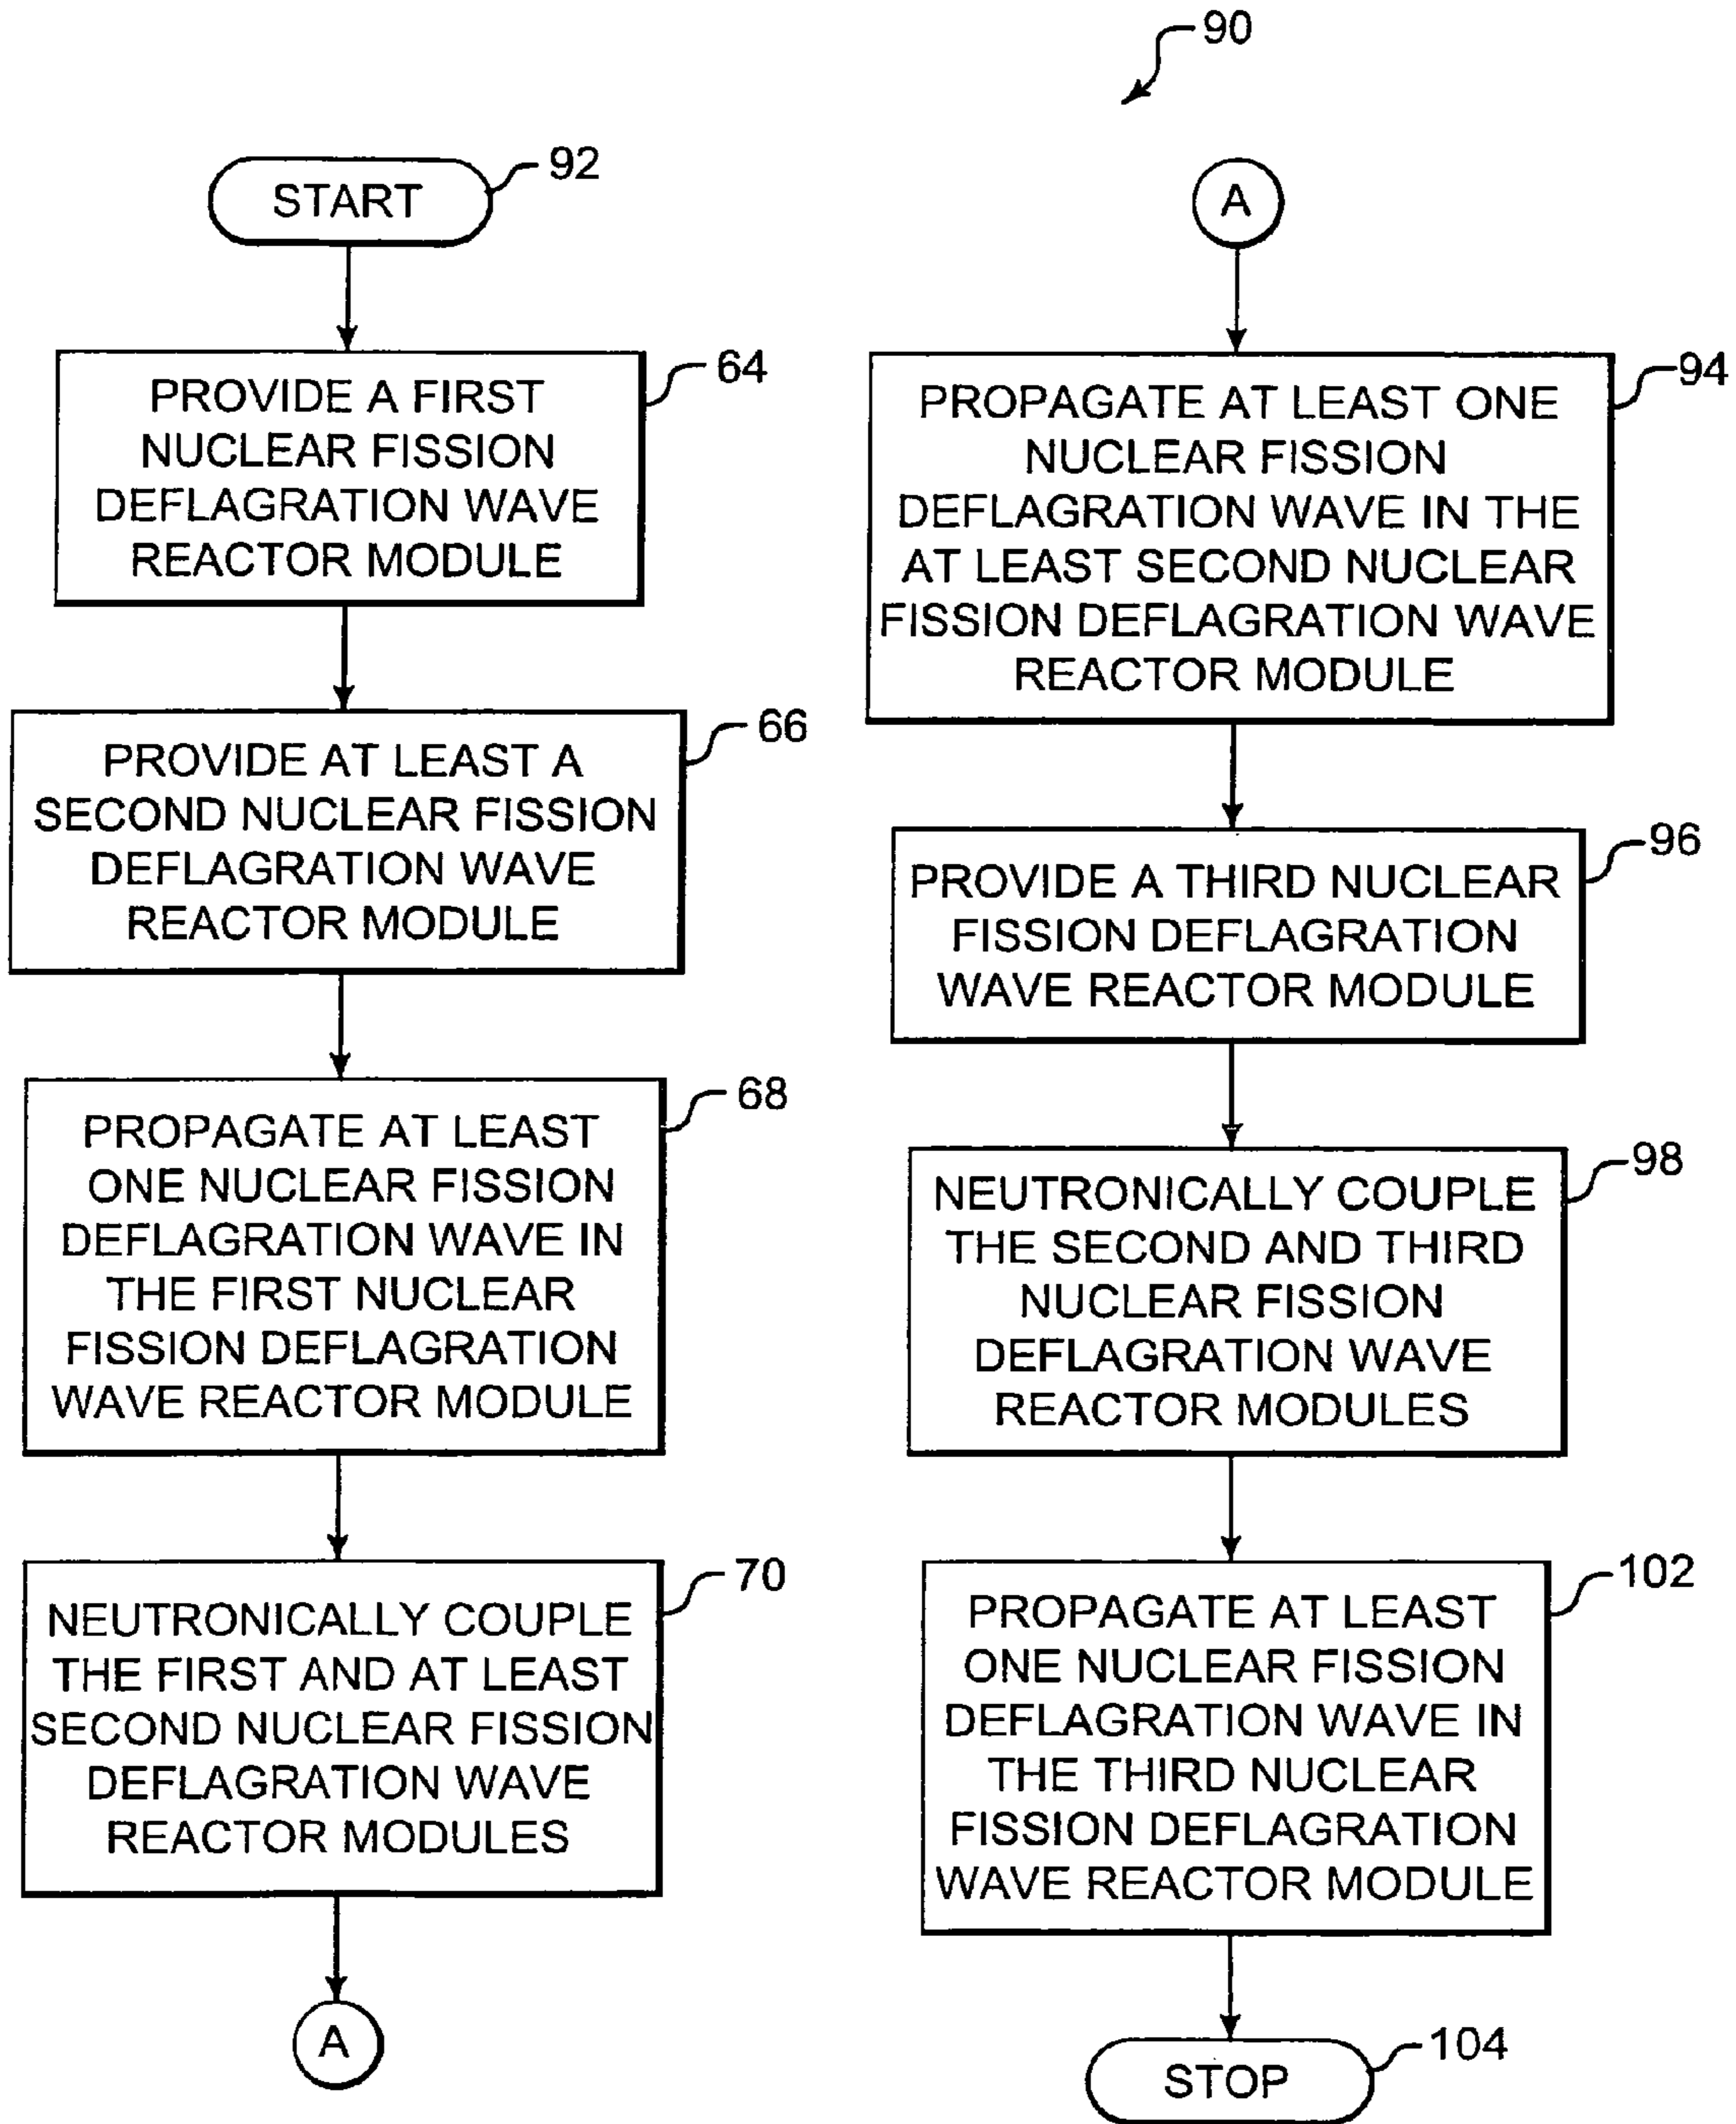 90
START
92
PROVIDE A FIRST
NUCLEAR FISSION
DEFLAGRATION WAVE
REACTOR MODULE
64
PROVIDE AT LEAST A
SECOND NUCLEAR FISSION
DEFLAGRATION WAVE
REACTOR MODULE
66
PROPAGATE AT LEAST
ONE NUCLEAR FISSION
DEFLAGRATION WAVE IN
THE FIRST NUCLEAR
FISSION DEFLAGRATION
WAVE REACTOR MODULE
68
NEUTRONICALLY COUPLE
THE FIRST AND AT LEAST
SECOND NUCLEAR FISSION
DEFLAGRATION WAVE
REACTOR MODULES
70
A
A
PROPAGATE AT LEAST ONE
NUCLEAR FISSION
DEFLAGRATION WAVE IN THE
AT LEAST SECOND NUCLEAR
FISSION DEFLAGRATION WAVE
REACTOR MODULE
94
PROVIDE A THIRD NUCLEAR
FISSION DEFLAGRATION
WAVE REACTOR MODULE
96
NEUTRONICALLY COUPLE
THE SECOND AND THIRD
NUCLEAR FISSION
DEFLAGRATION WAVE
REACTOR MODULES
98
PROPAGATE AT LEAST
ONE NUCLEAR FISSION
DEFLAGRATION WAVE IN
THE THIRD NUCLEAR
FISSION DEFLAGRATION
WAVE REACTOR MODULE
102
STOP
104